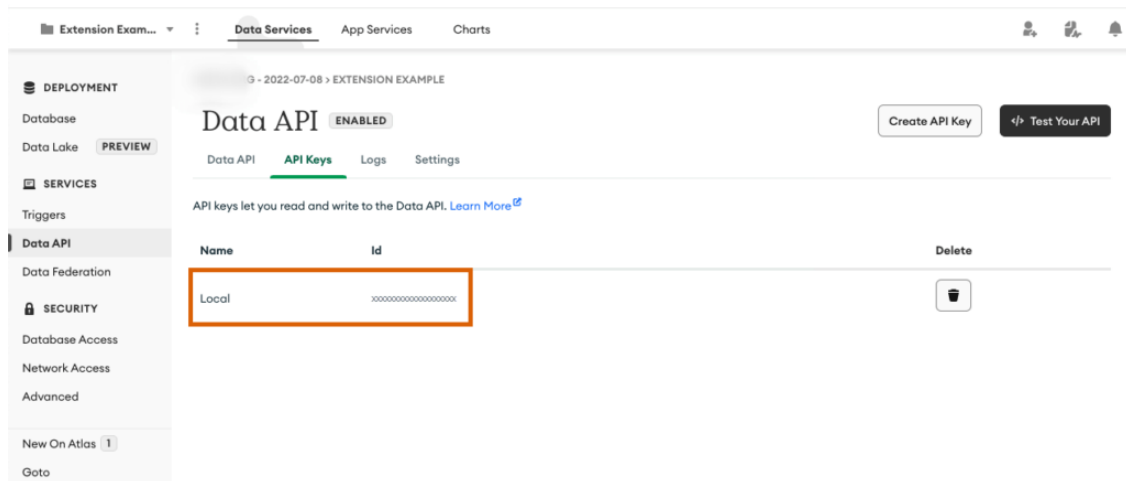 Extension Exam...
Data Services
App Services
Charts
DEPLOYMENT
Database
Data Lake PREVIEW
SERVICES
Triggers
Data API
Data Federation
SECURITY
Database Access
Network Access
Advanced
New On Atlas 1
Goto
G - 2022-07-08 > EXTENSION EXAMPLE
Data API ENABLED
Create API Key
</> Test Your API
Data API API Keys Logs Settings
API keys let you read and write to the Data API. Learn More
Name Id Delete
Local